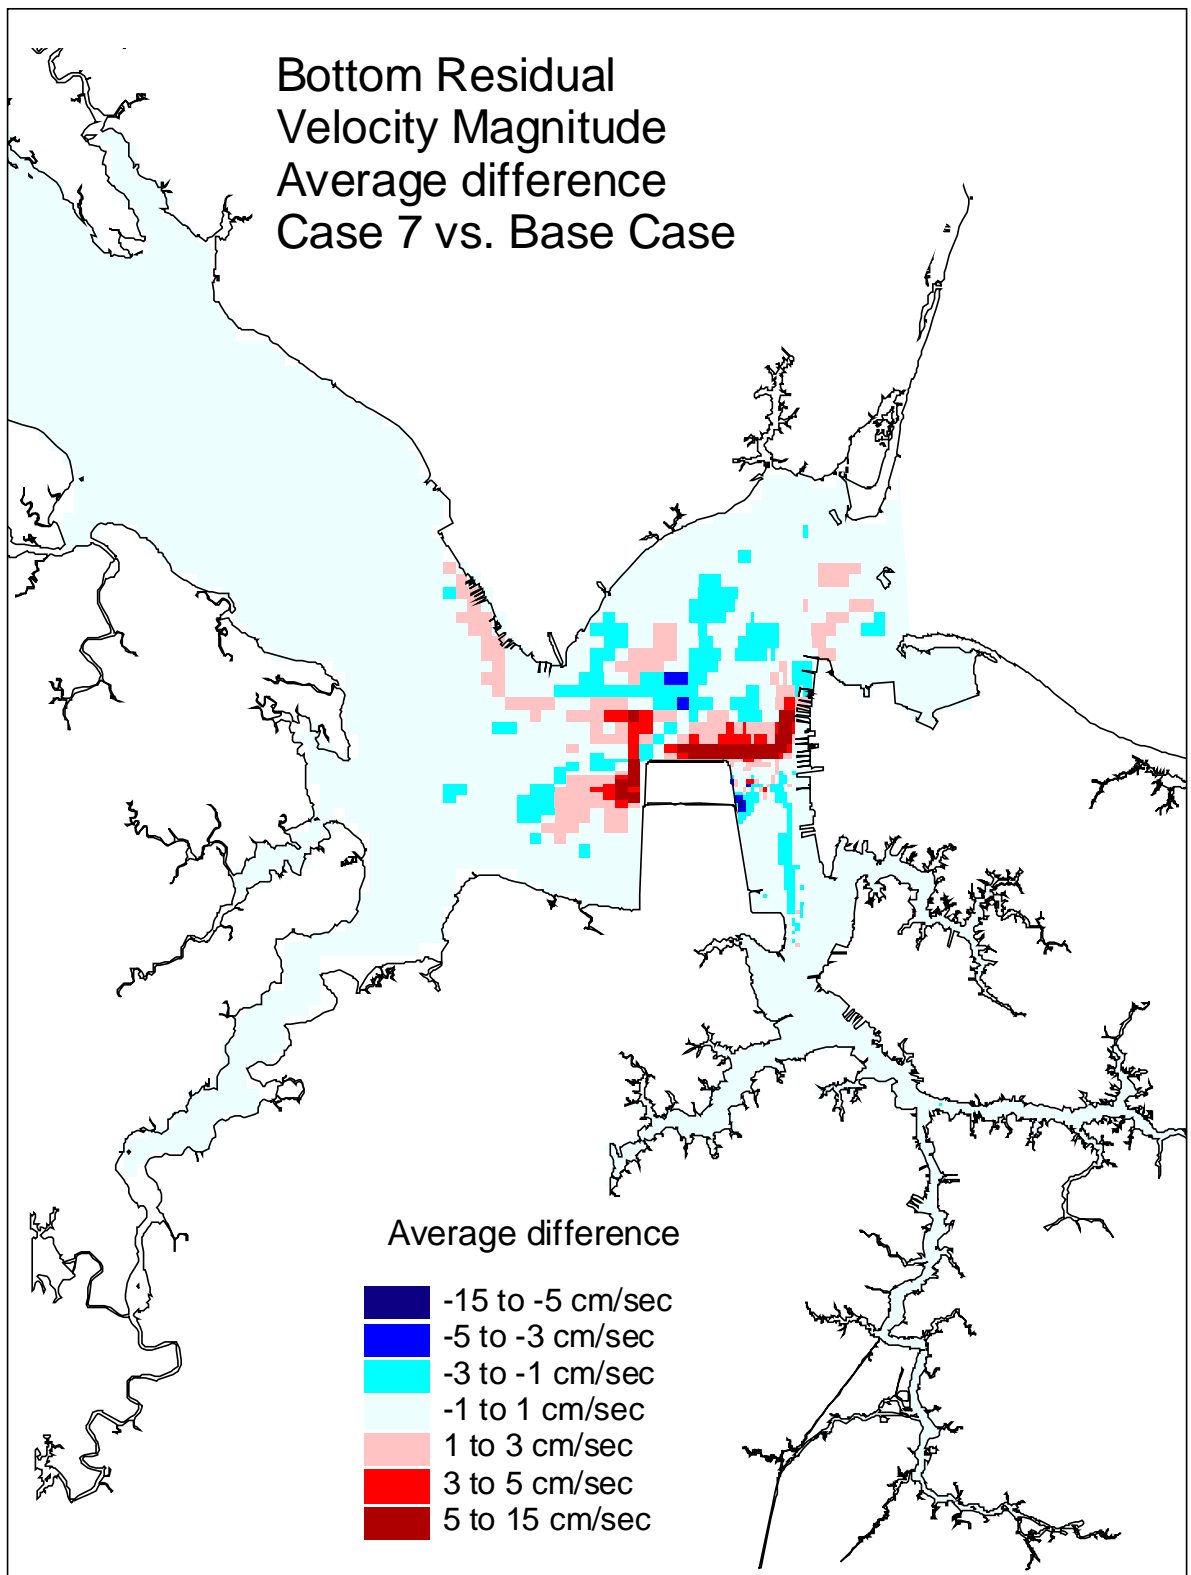 Bottom Residual
Velocity Magnitude
Average difference
Case 7 vs. Base Case
Average difference
-15 to -5 cm/sec
-5 to -3 cm/sec
-3 to -1 cm/sec
-1 to 1 cm/sec
1 to 3 cm/sec
3 to 5 cm/sec
5 to 15 cm/sec